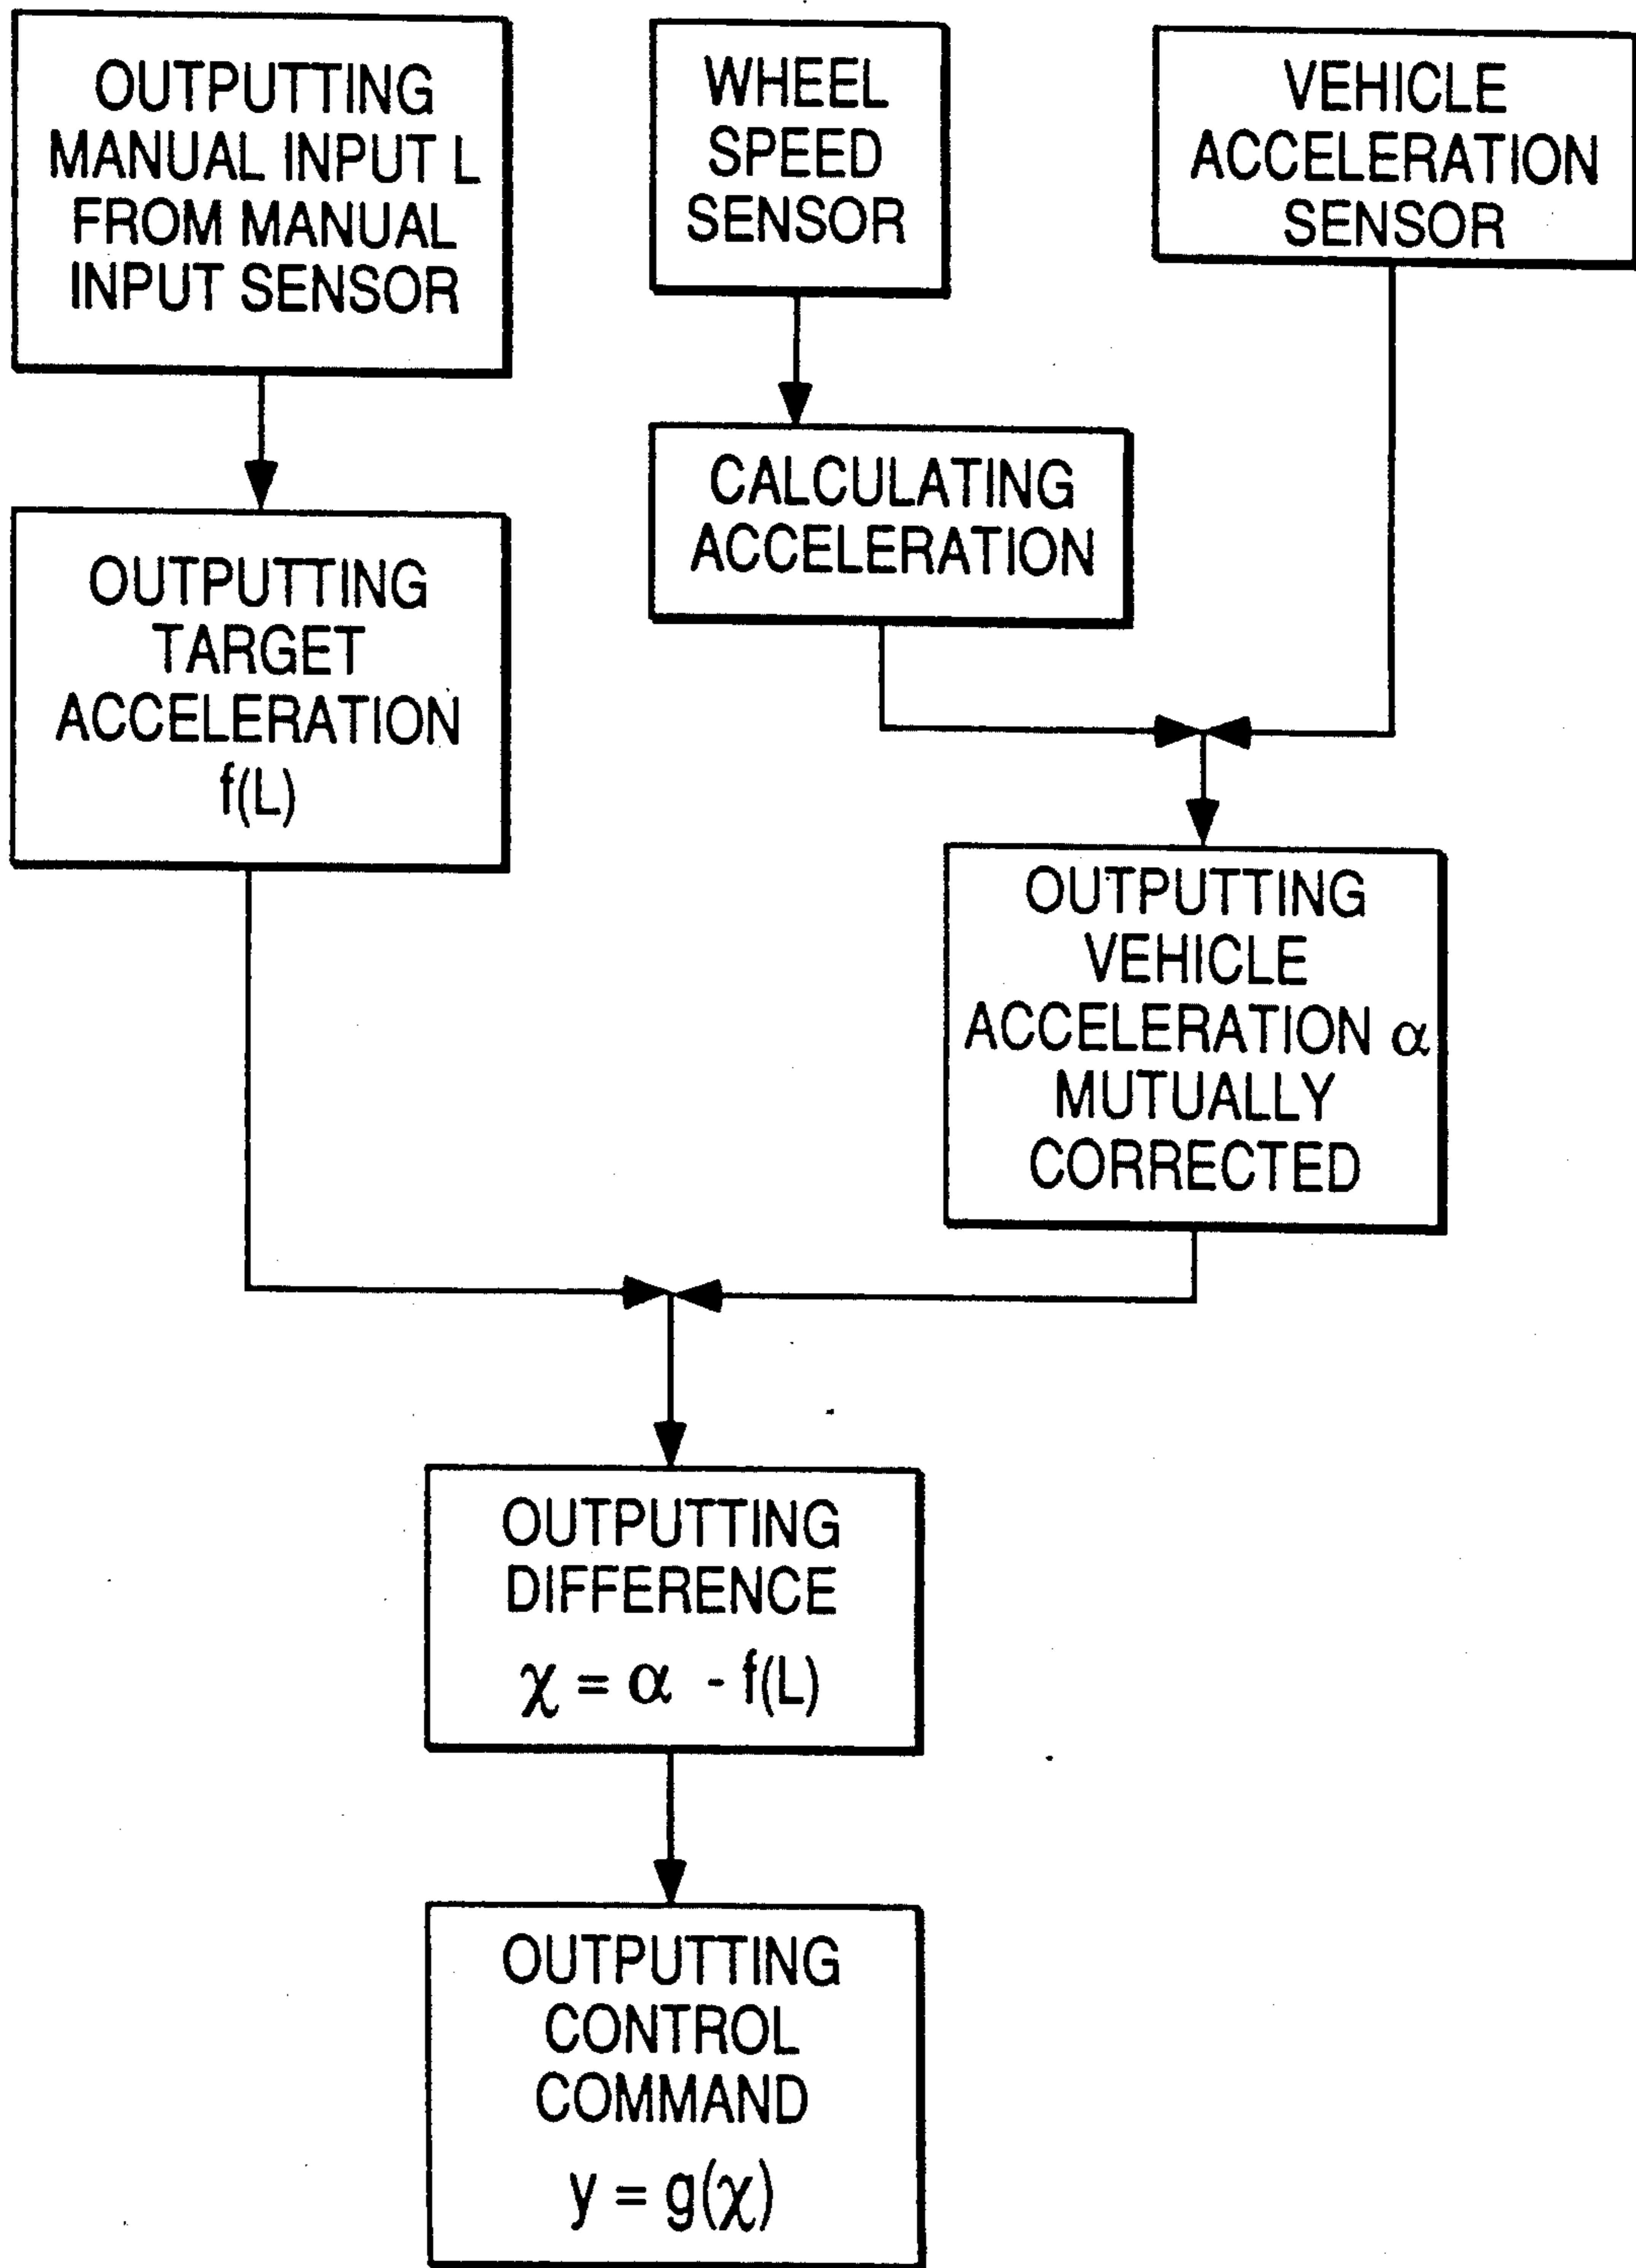 OUTPUTTING
MANUAL INPUT L
FROM MANUAL
INPUT SENSOR
WHEEL
SPEED
SENSOR
VEHICLE
ACCELERATION
SENSOR
CALCULATING
ACCELERATION
OUTPUTTING
TARGET
ACCELERATION
f(L)
OUTPUTTING
VEHICLE
ACCELERATION α
MUTUALLY
CORRECTED
OUTPUTTING
DIFFERENCE
χ = α - f(L)
OUTPUTTING
CONTROL
COMMAND
y = g(χ)